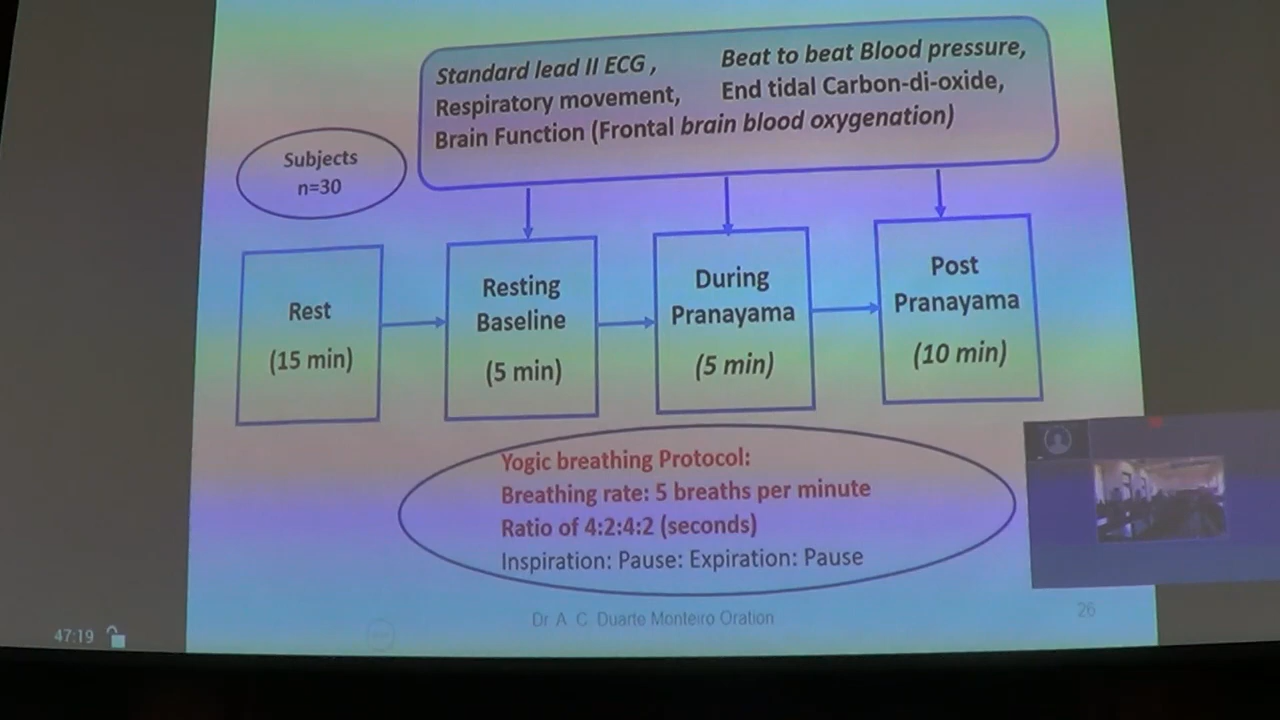 Standard lead II ECG ,
Beat to beat Blood pressure,
Respiratory movement,
End tidal Carbon-di-oxide,
Brain Function (Frontal brain blood oxygenation)
Subjects
n=30
Rest
(15 min)
Resting
Baseline
(5 min)
During
Pranayama
(5 min)
Post
Pranayama
(10 min)
Yogic breathing Protocol:
Breathing rate: 5 breaths per minute
Ratio of 4:2:4:2 (seconds)
Inspiration: Pause: Expiration: Pause
Dr. A. C. Duarte Monteiro Oration
26
47:19